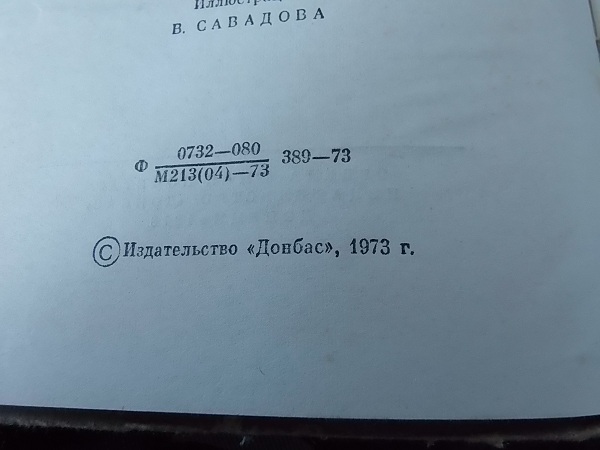 В. САВАДОВА
Ф 0732—080 389—73
М213(04)—73
© Издательство «Донбас», 1973 г.